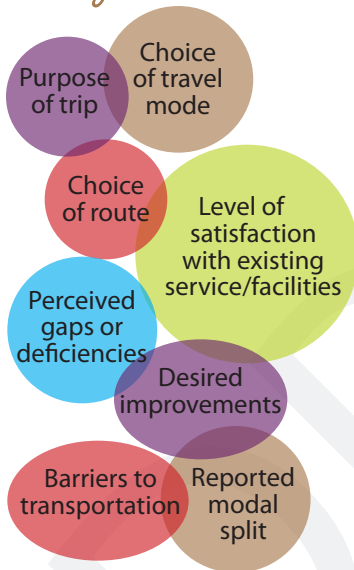 Purpose
of trip
Choice
of travel
mode
Choice
of route
Level of
satisfaction
with existing
service/facilities
Perceived
gaps or
deficiencies
Desired
improvements
Barriers to
transportation
Reported
modal
split